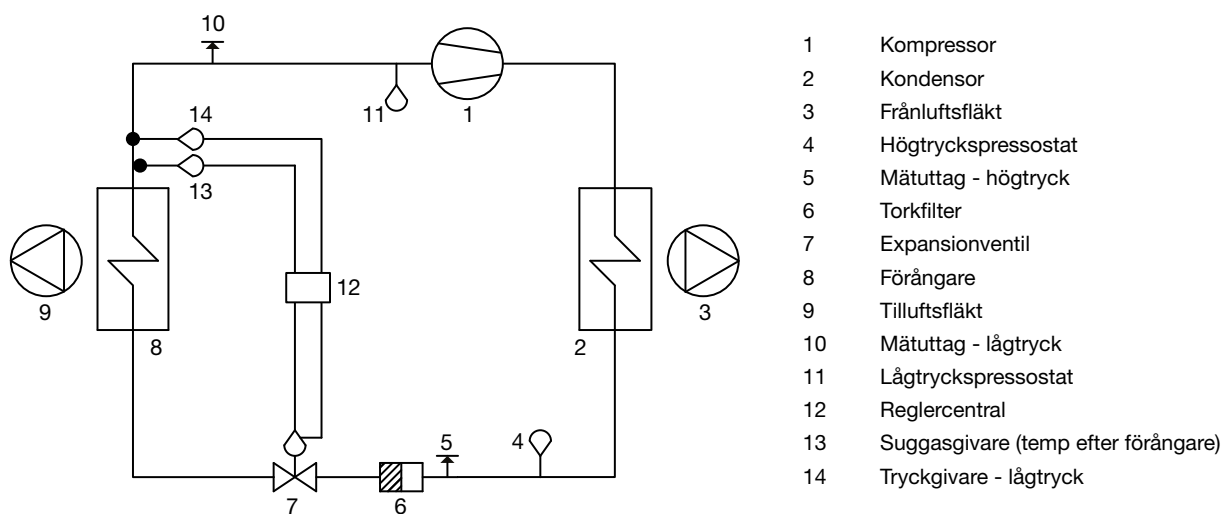 10
14
11
1
13
12
9
8
2
3
5
4
7
6
1 Kompressor
2 Kondensor
3 Frånluftsfläkt
4 Högtryckspressostat
5 Mätuttag - högtryck
6 Torkfilter
7 Expansionventil
8 Förångare
9 Tilluftsfläkt
10 Mätuttag - lågtryck
11 Lågtryckspressostat
12 Reglercentral
13 Suggasgivare (temp efter förångare)
14 Tryckgivare - lågtryck